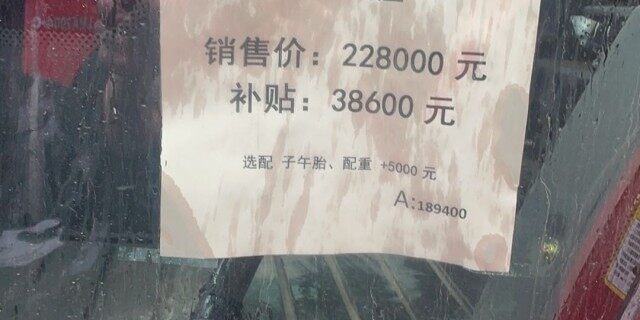 销售价：228000 元
补贴：38600 元
选配 子午胎、配重 +5000 元
A:189400